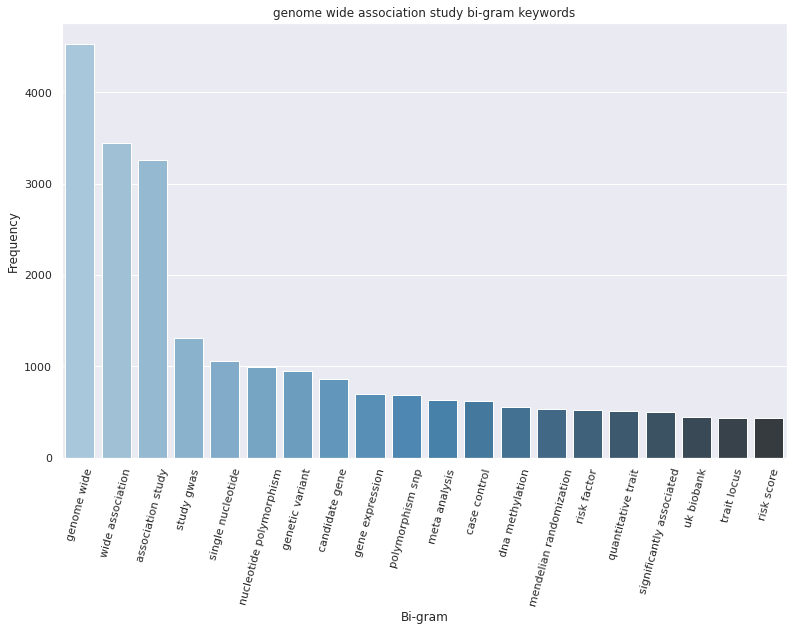 genome wide association study bi-gram keywords
Frequency
4000
3000
2000
1000
0
genome wide
wide association
association study
study gwas
single nucleotide
nucleotide polymorphism
genetic variant
candidate gene
gene expression
polymorphism snp
meta analysis
case control
dna methylation
mendelian randomization
risk factor
quantitative trait
significantly associated
uk biobank
trait locus
risk score
Bi-gram